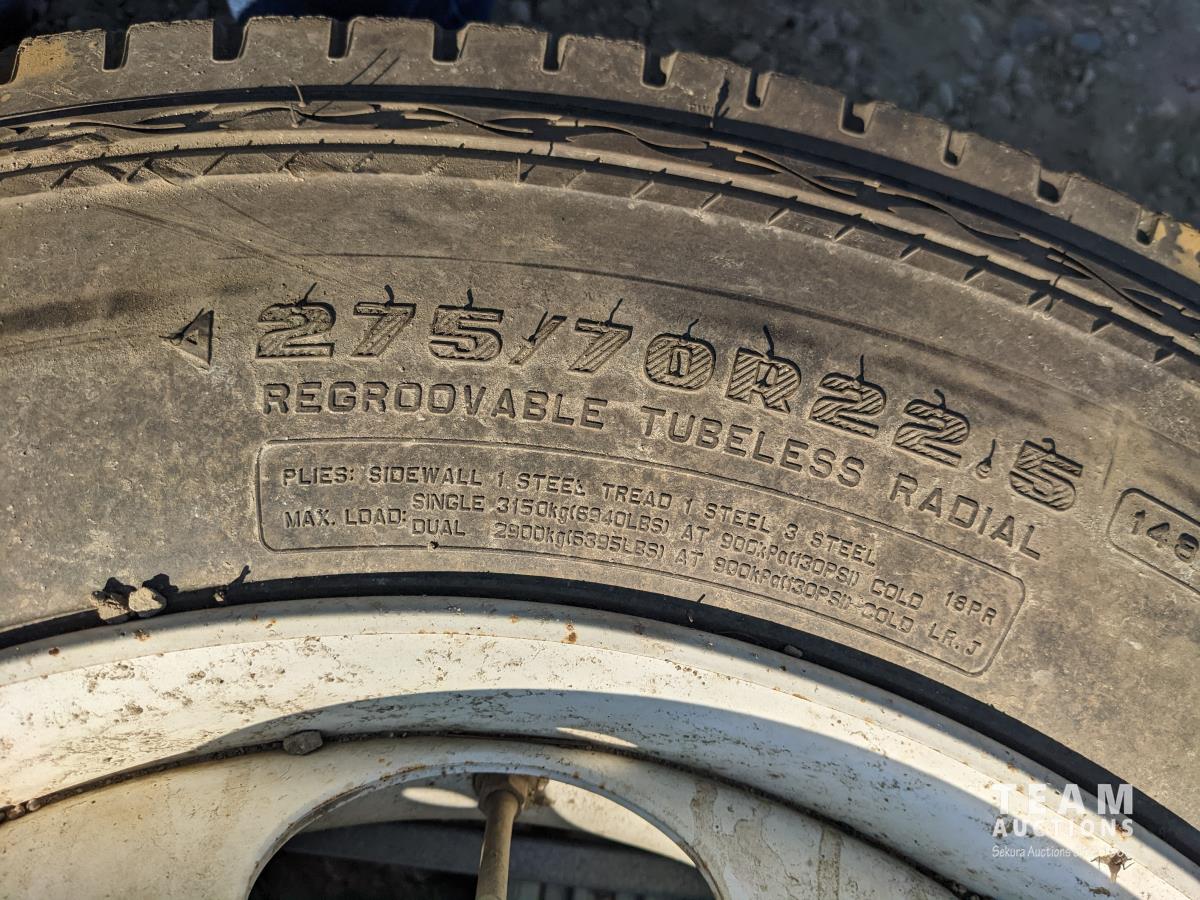 275/70R22.5
REGROOVABLE TUBELESS RADIAL
148
PLIES: SIDEWALL 1 STEEL TREAD 1 STEEL 3 STEEL
MAX. LOAD: SINGLE 3150kg(6940LBS) AT 900kPa(130PSI) COLD 16PR
DUAL 2900kg(6395LBS) AT 900kPa(130PSI) COLD LR.J
TEAM
AUCTIONS
Sekura Auctions